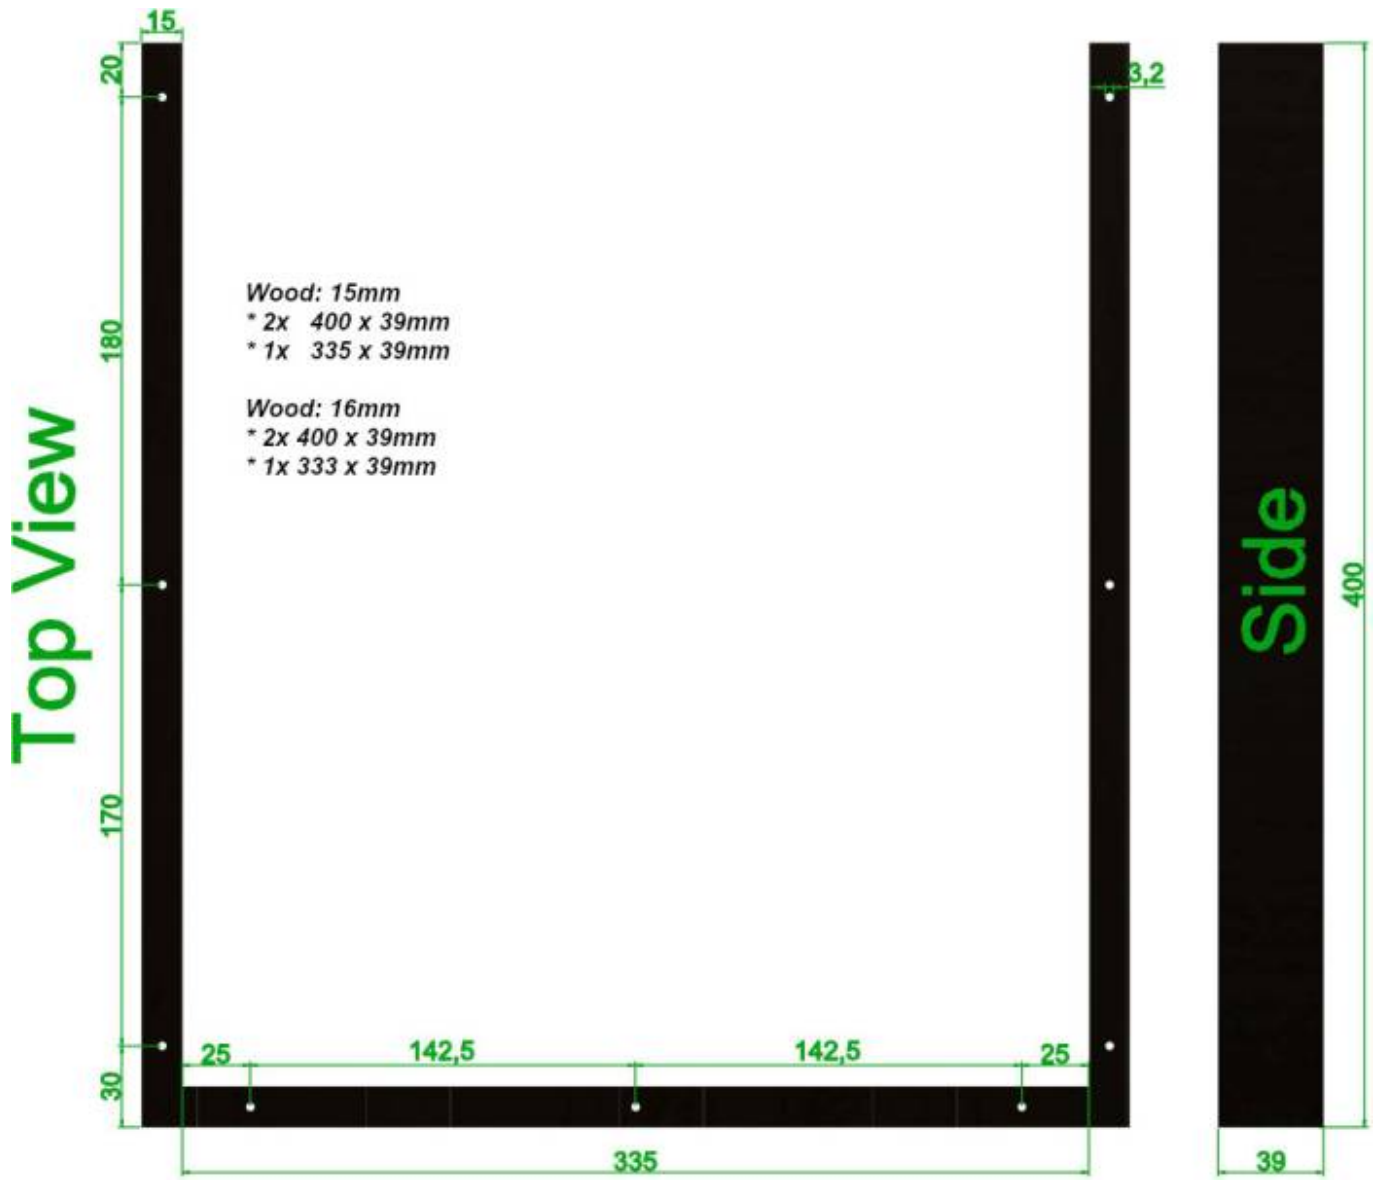 15
20
3,2
180
Wood: 15mm
* 2x 400 x 39mm
* 1x 335 x 39mm
Wood: 16mm
* 2x 400 x 39mm
* 1x 333 x 39mm
Top View
Side
400
170
25
142,5
142,5
25
30
335
39